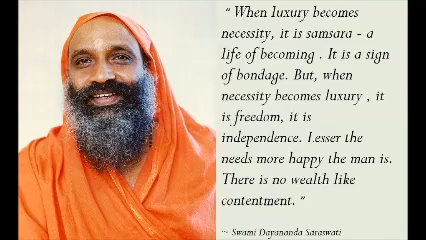 “ When luxury becomes
necessity, it is samsara - a
life of becoming . It is a sign
of bondage. But, when
necessity becomes luxury , it
is freedom, it is
independence. Lesser the
needs more happy the man is.
There is no wealth like
contentment. ”
~ Swami Dayananda Saraswati